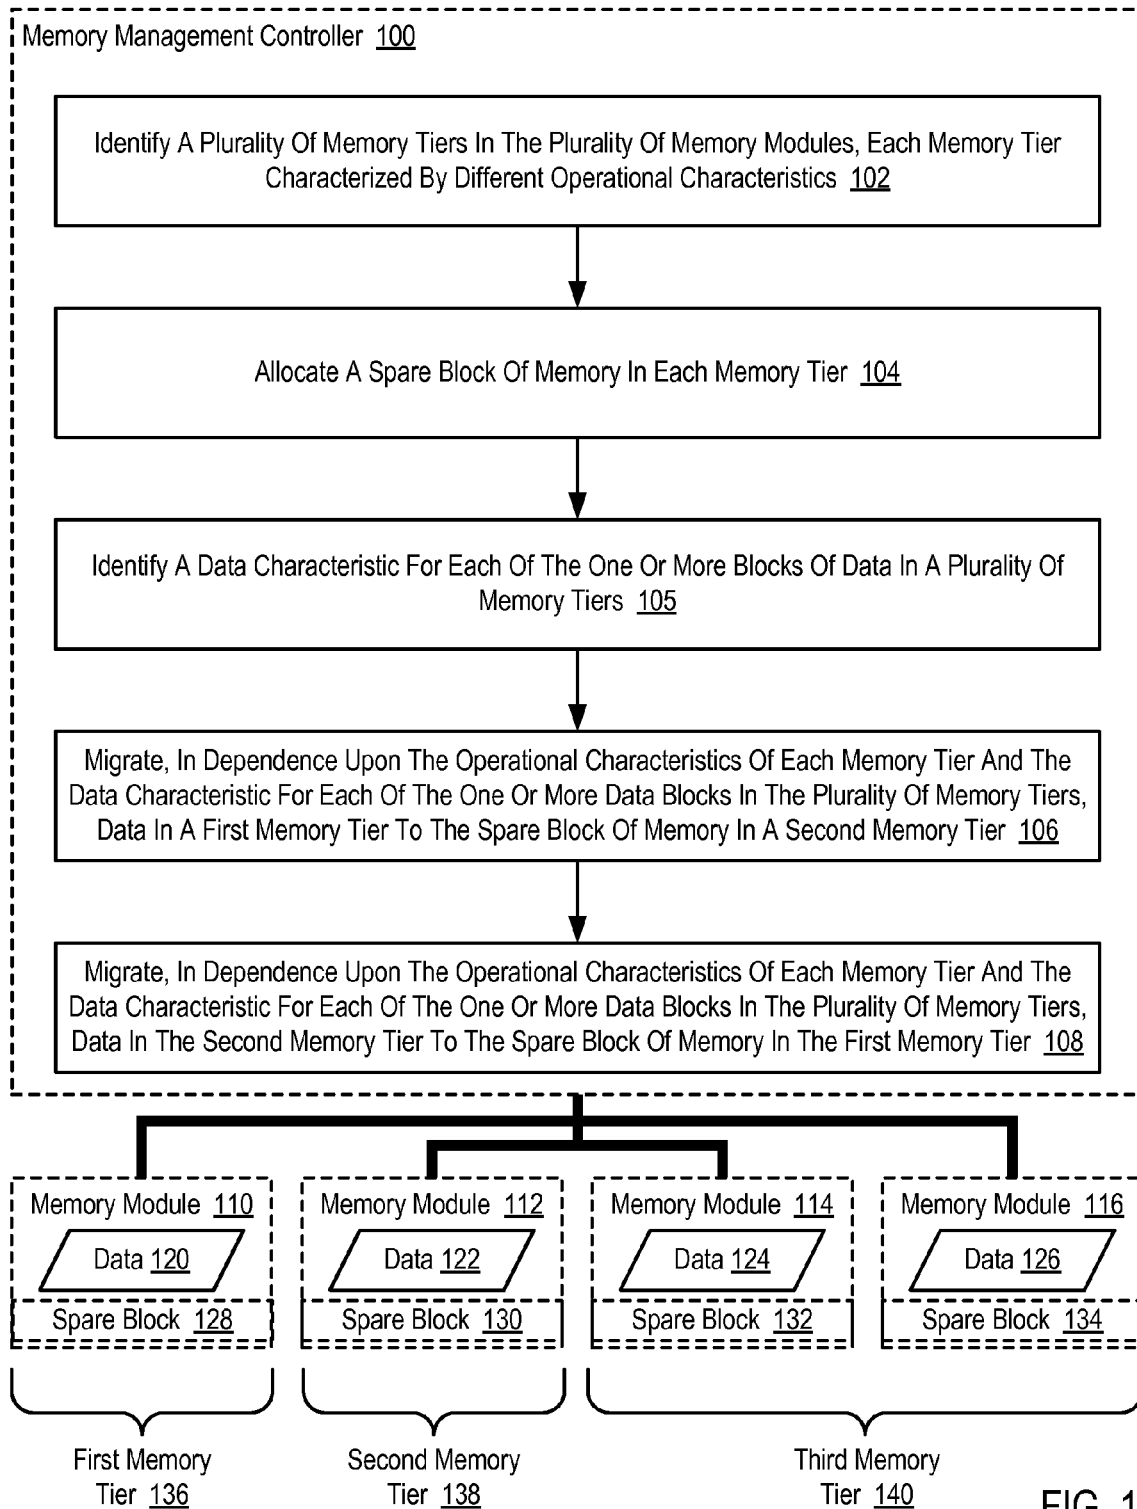 Memory Management Controller 100
Identify A Plurality Of Memory Tiers In The Plurality Of Memory Modules, Each Memory Tier
Characterized By Different Operational Characteristics 102
Allocate A Spare Block Of Memory In Each Memory Tier 104
Identify A Data Characteristic For Each Of The One Or More Blocks Of Data In A Plurality Of
Memory Tiers 105
Migrate, In Dependence Upon The Operational Characteristics Of Each Memory Tier And The
Data Characteristic For Each Of The One Or More Data Blocks In The Plurality Of Memory Tiers,
Data In A First Memory Tier To The Spare Block Of Memory In A Second Memory Tier 106
Migrate, In Dependence Upon The Operational Characteristics Of Each Memory Tier And The
Data Characteristic For Each Of The One Or More Data Blocks In The Plurality Of Memory Tiers,
Data In The Second Memory Tier To The Spare Block Of Memory In The First Memory Tier 108
Memory Module 110
Data 120
Spare Block 128
Memory Module 112
Data 122
Spare Block 130
Memory Module 114
Data 124
Spare Block 132
Memory Module 116
Data 126
Spare Block 134
First Memory
Tier 136
Second Memory
Tier 138
Third Memory
Tier 140
FIG. 1